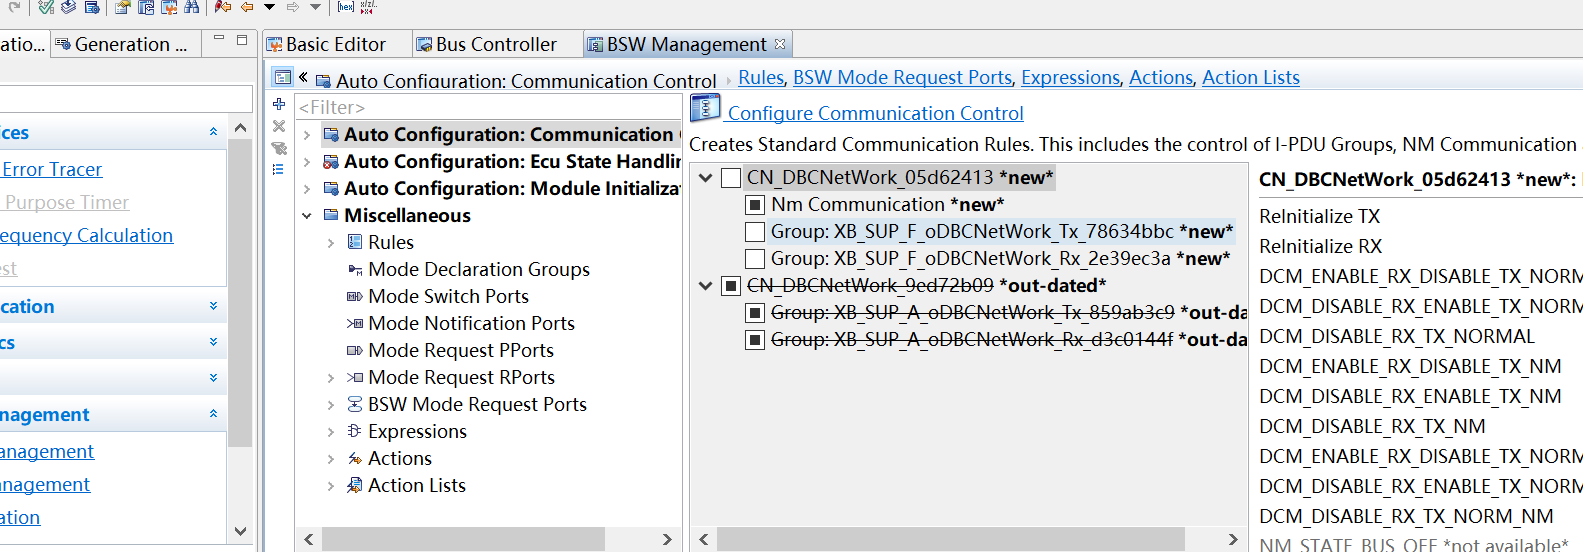 [hex]
atio...
Generation ...
Basic Editor
Bus Controller
BSW Management
« Auto Configuration: Communication Control
Rules, BSW Mode Request Ports, Expressions, Actions, Action Lists
ices
Error Tracer
Purpose Timer
equency Calculation
est
ication
cs
nagement
anagement
nagement
ation
<Filter>
Auto Configuration: Communication
Auto Configuration: Ecu State Handlin
Auto Configuration: Module Initializat
Miscellaneous
Rules
Mode Declaration Groups
Mode Switch Ports
Mode Notification Ports
Mode Request PPorts
Mode Request RPorts
BSW Mode Request Ports
Expressions
Actions
Action Lists
Configure Communication Control
Creates Standard Communication Rules. This includes the control of I-PDU Groups, NM Communication
CN_DBCNetWork_05d62413 *new*
Nm Communication *new*
Group: XB_SUP_F_oDBCNetWork_Tx_78634bbc *new*
Group: XB_SUP_F_oDBCNetWork_Rx_2e39ec3a *new*
CN_DBCNetWork_9ed72b09 *out-dated*
Group: XB_SUP_A_oDBCNetWork_Tx_859ab3c9 *out-da
Group: XB_SUP_A_oDBCNetWork_Rx_d3c0144f *out-da
CN_DBCNetWork_05d62413 *new*:
ReInitialize TX
ReInitialize RX
DCM_ENABLE_RX_DISABLE_TX_NORM
DCM_DISABLE_RX_ENABLE_TX_NORM
DCM_DISABLE_RX_TX_NORMAL
DCM_ENABLE_RX_DISABLE_TX_NM
DCM_DISABLE_RX_ENABLE_TX_NM
DCM_DISABLE_RX_TX_NM
DCM_ENABLE_RX_DISABLE_TX_NORM
DCM_DISABLE_RX_ENABLE_TX_NORM
DCM_DISABLE_RX_TX_NORM_NM
NM_STATE_BUS_OFF *not available*